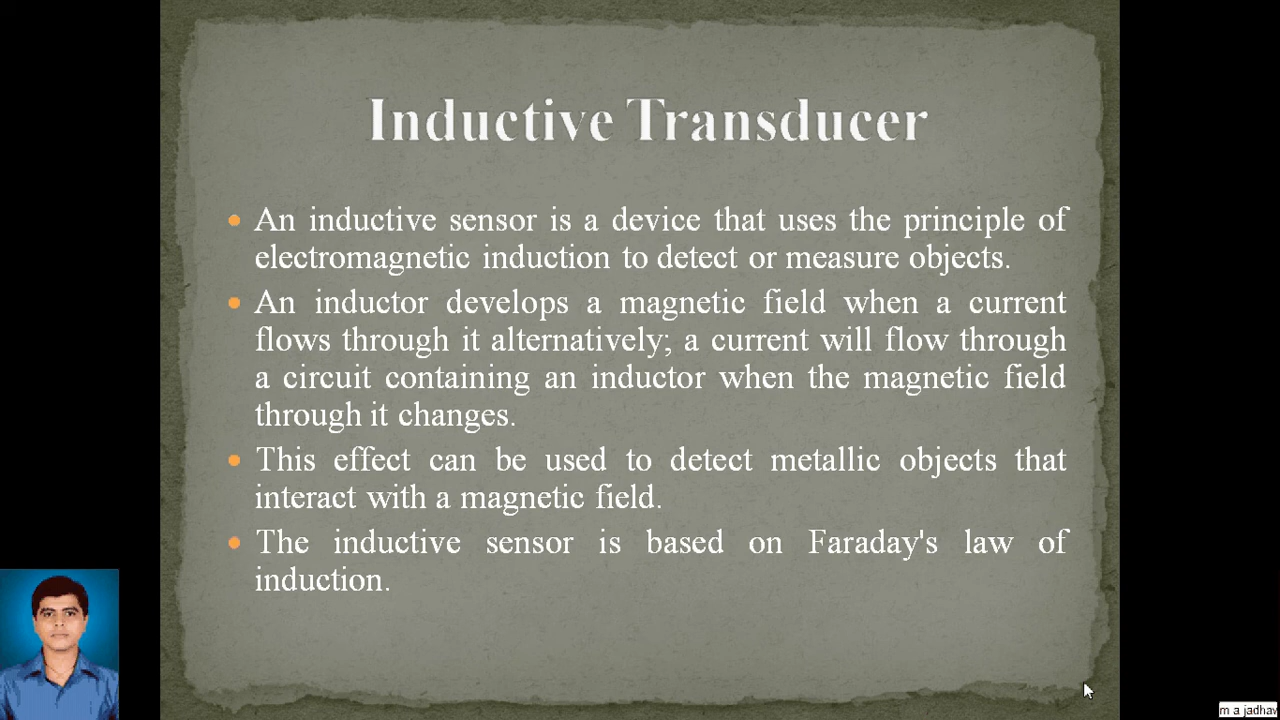 Inductive Transducer
An inductive sensor is a device that uses the principle of
electromagnetic induction to detect or measure objects.
An inductor develops a magnetic field when a current
flows through it alternatively; a current will flow through
a circuit containing an inductor when the magnetic field
through it changes.
This effect can be used to detect metallic objects that
interact with a magnetic field.
The inductive sensor is based on Faraday's law of
induction.
m a jadhav